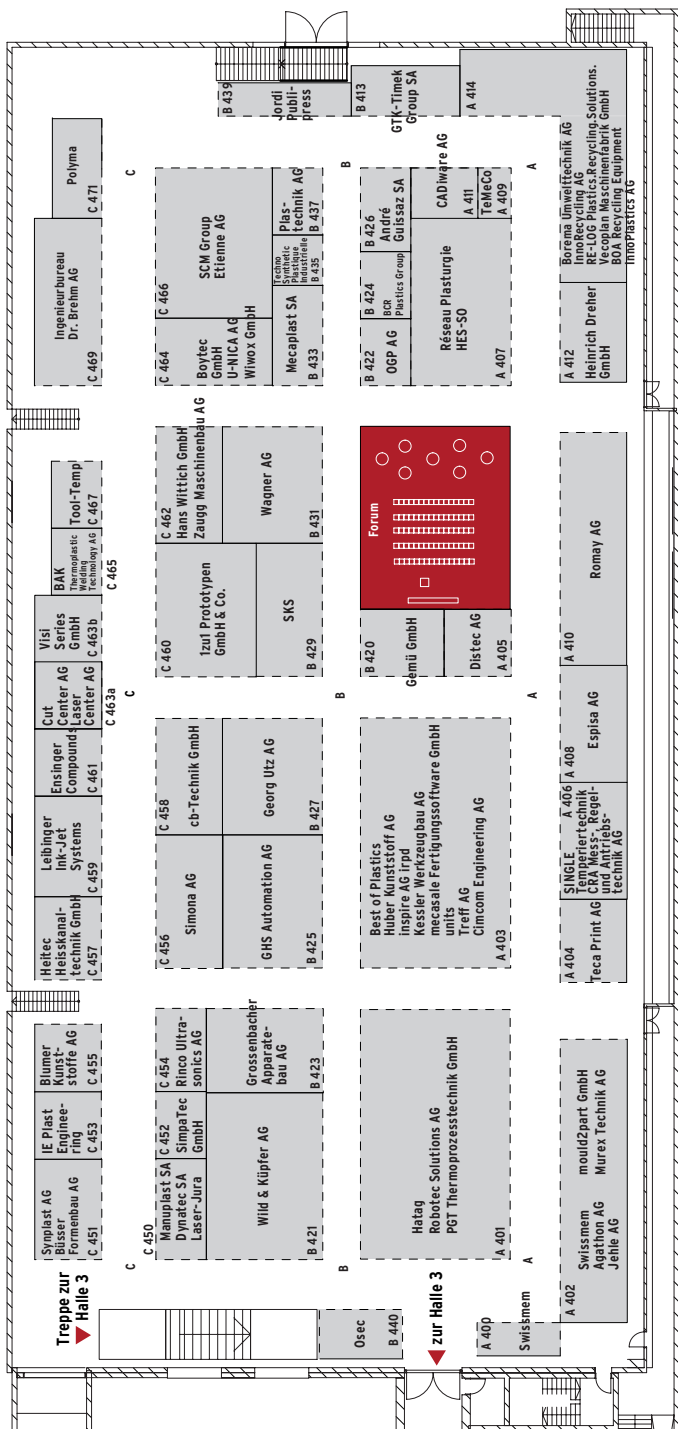 Treppe zur
Halle 3
Synplast AG
Büsser
Formenbau AG
C 451
IE Plast
Enginee-
ring
C 453
Blumer
Kunst-
stoffe AG
C 455
Heitec
Heisskanal-
technik GmbH
C 457
Leibinger
Ink-Jet
Systems
C 459
Ensinger
Compounds
C 461
Cut
Center AG
Laser
Center AG
C 463a
Visi
Series
GmbH
C 463b
BAK
Thermoplastic
Welding
Technology AG
C 465
Tool-Temp
C 467
Ingenieurbureau
Dr. Brehm AG
C 469
Polyma
C 471
C
C
C
C 450
Manuplast SA
Dynatec SA
Laser-Jura
C 452
SimpaTec
GmbH
C 454
Rinco Ultra-
sonics AG
Wild & Küpfer AG
B 421
Grossenbacher
Apparate-
bau AG
B 423
C 456
Simona AG
GHS Automation AG
B 425
C 458
cb-Technik GmbH
Georg Utz AG
B 427
C 460
1zu1 Prototypen
GmbH & Co.
SKS
B 429
C 462
Hans Wittich GmbH
Zaugg Maschinenbau AG
Wagner AG
B 431
C 464
Boytec
GmbH
U-NICA AG
Wiwox GmbH
Mecaplast SA
B 433
C 466
SCM Group
Etienne AG
Techno
Synthetic
Plastique
Industrielle
B 435
Plas-
technik AG
B 437
B 439
Jordi
Publi-
press
B
B
B
Osec
B 440
zur Halle 3
Hatag
Robotec Solutions AG
PGT Thermoprozesstechnik GmbH
A 401
Best of Plastics
Huber Kunststoff AG
inspire AG irpd
Kessler Werkzeugbau AG
mecasale Fertigungssoftware GmbH
units
Treff AG
Cimcom Engineering AG
A 403
B 420
Gemü GmbH
Distec AG
A 405
Forum
B 422
OGP AG
B 424
BCR
Plastics Group
B 426
André
Guissaz SA
Réseau Plasturgie
HES-SO
A 407
CADiware AG
A 411
TeMeCo
A 409
B 413
GTK-Timek
Group SA
A
A
A
A 400
Swissmem
A 402
Swissmem
Agathon AG
Jehle AG
mould2part GmbH
Murex Technik AG
A 404
Teca Print AG
A 406
SINGLE
Temperiertechnik
CRA Mess-, Regel-
und Antriebs-
technik AG
A 408
Espisa AG
A 410
Romay AG
A 412
Heinrich Dreher
GmbH
A 414
Borema Umwelttechnik AG
InnoRecycling AG
RE-LOG Plastics.Recycling.Solutions.
Vecoplan Maschinenfabrik GmbH
BOA Recycling Equipment
InnoPlastics AG